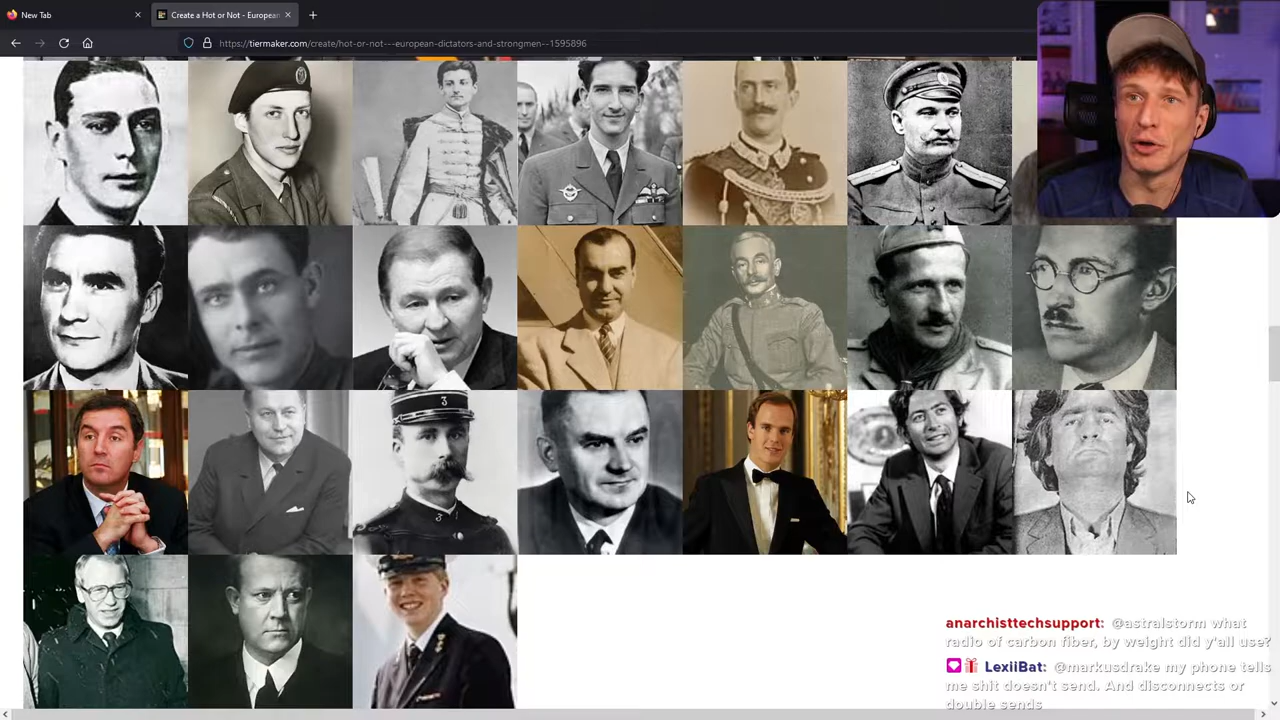 New Tab
Create a Hot or Not - European
https://tiermaker.com/create/hot-or-not---european-dictators-and-strongmen--1595896
3
3
anarchisttechsupport: @astralstorm what
radio of carbon fiber, by weight did y'all use?
LexiiBat: @markusdrake my phone tells
me shit doesn't send. And disconnects or
double sends